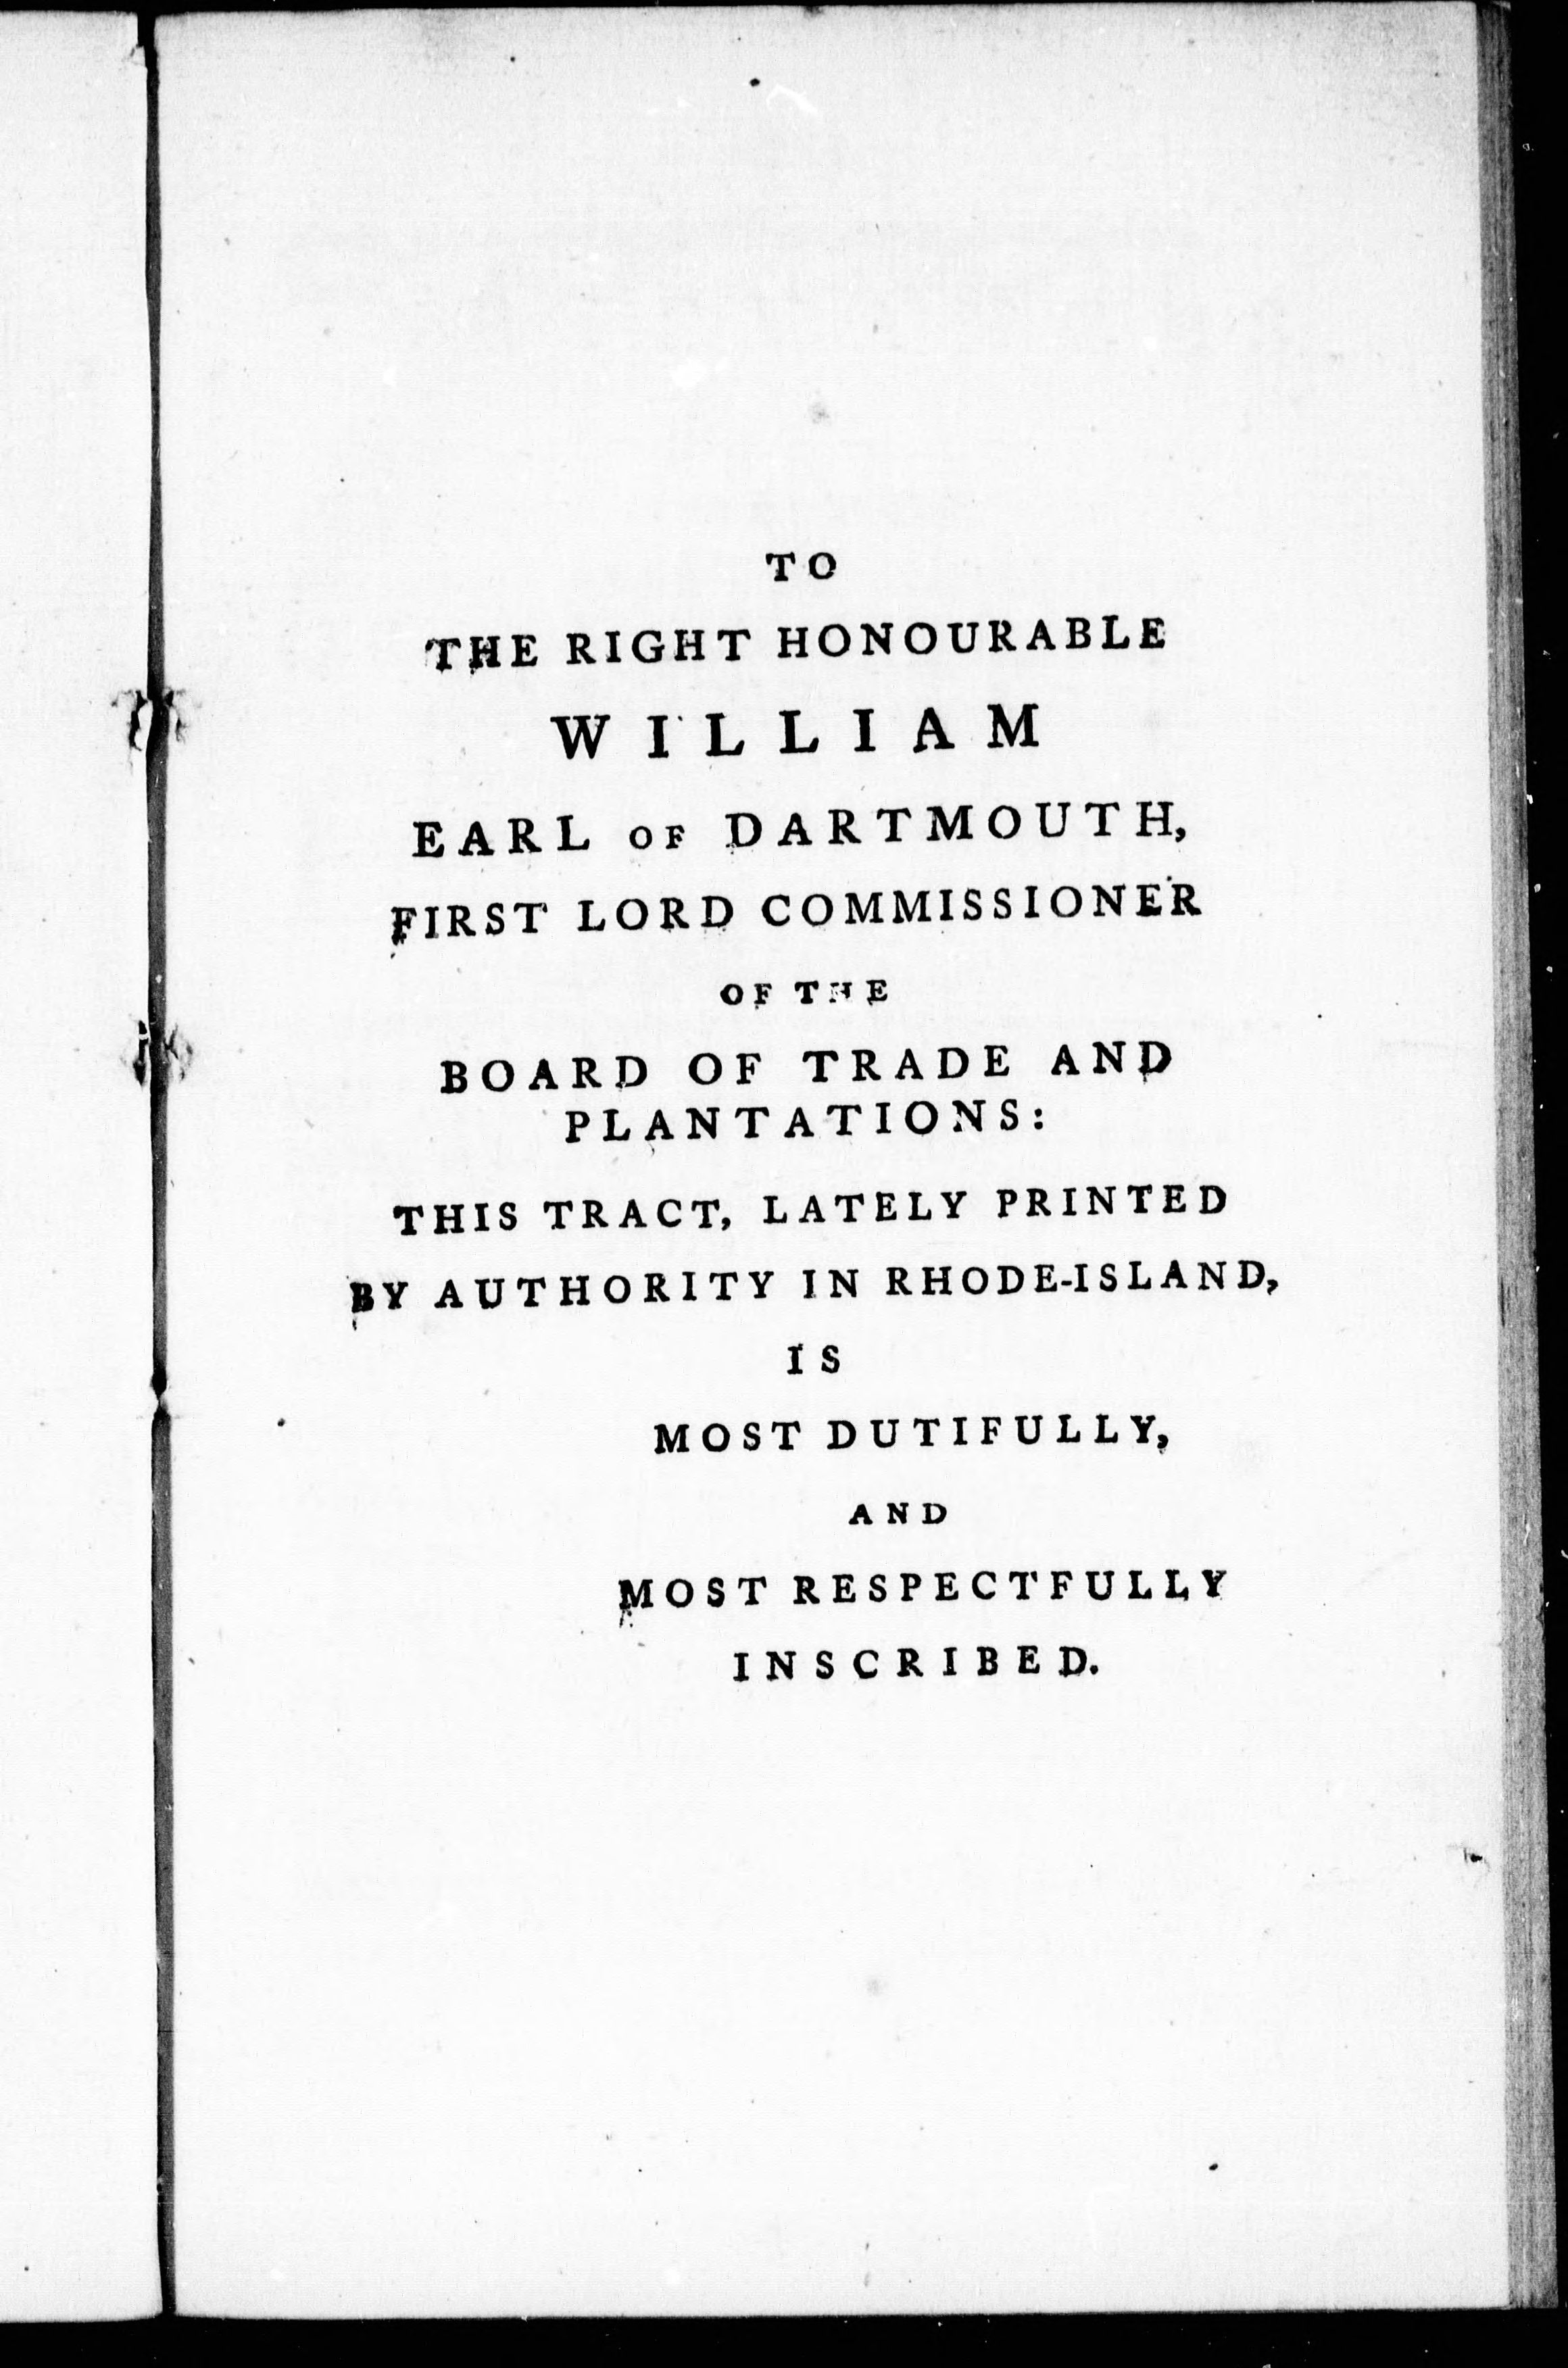 TO
THE RIGHT HONOURABLE
WILLIAM
EARL OF DARTMOUTH,
FIRST LORD COMMISSIONER
OF THE
BOARD OF TRADE AND
PLANTATIONS:
THIS TRACT, LATELY PRINTED
BY AUTHORITY IN RHODE-ISLAND,
IS
MOST DUTIFULLY,
AND
MOST RESPECTFULLY
INSCRIBED.